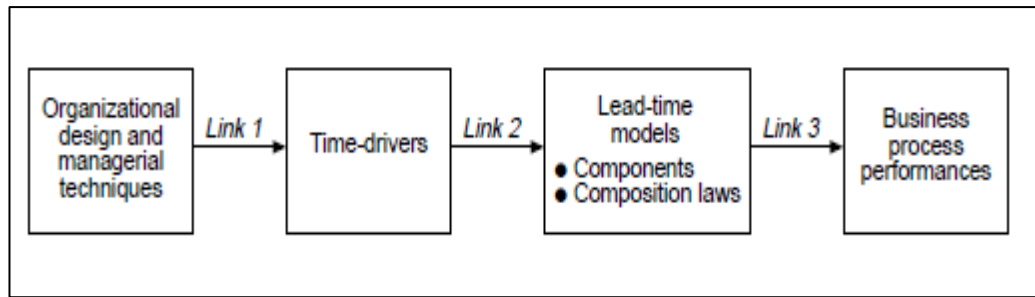 Organizational
design and
managerial
techniques
Link 1
Time-drivers
Link 2
Lead-time
models
● Components
● Composition laws
Link 3
Business
process
performances